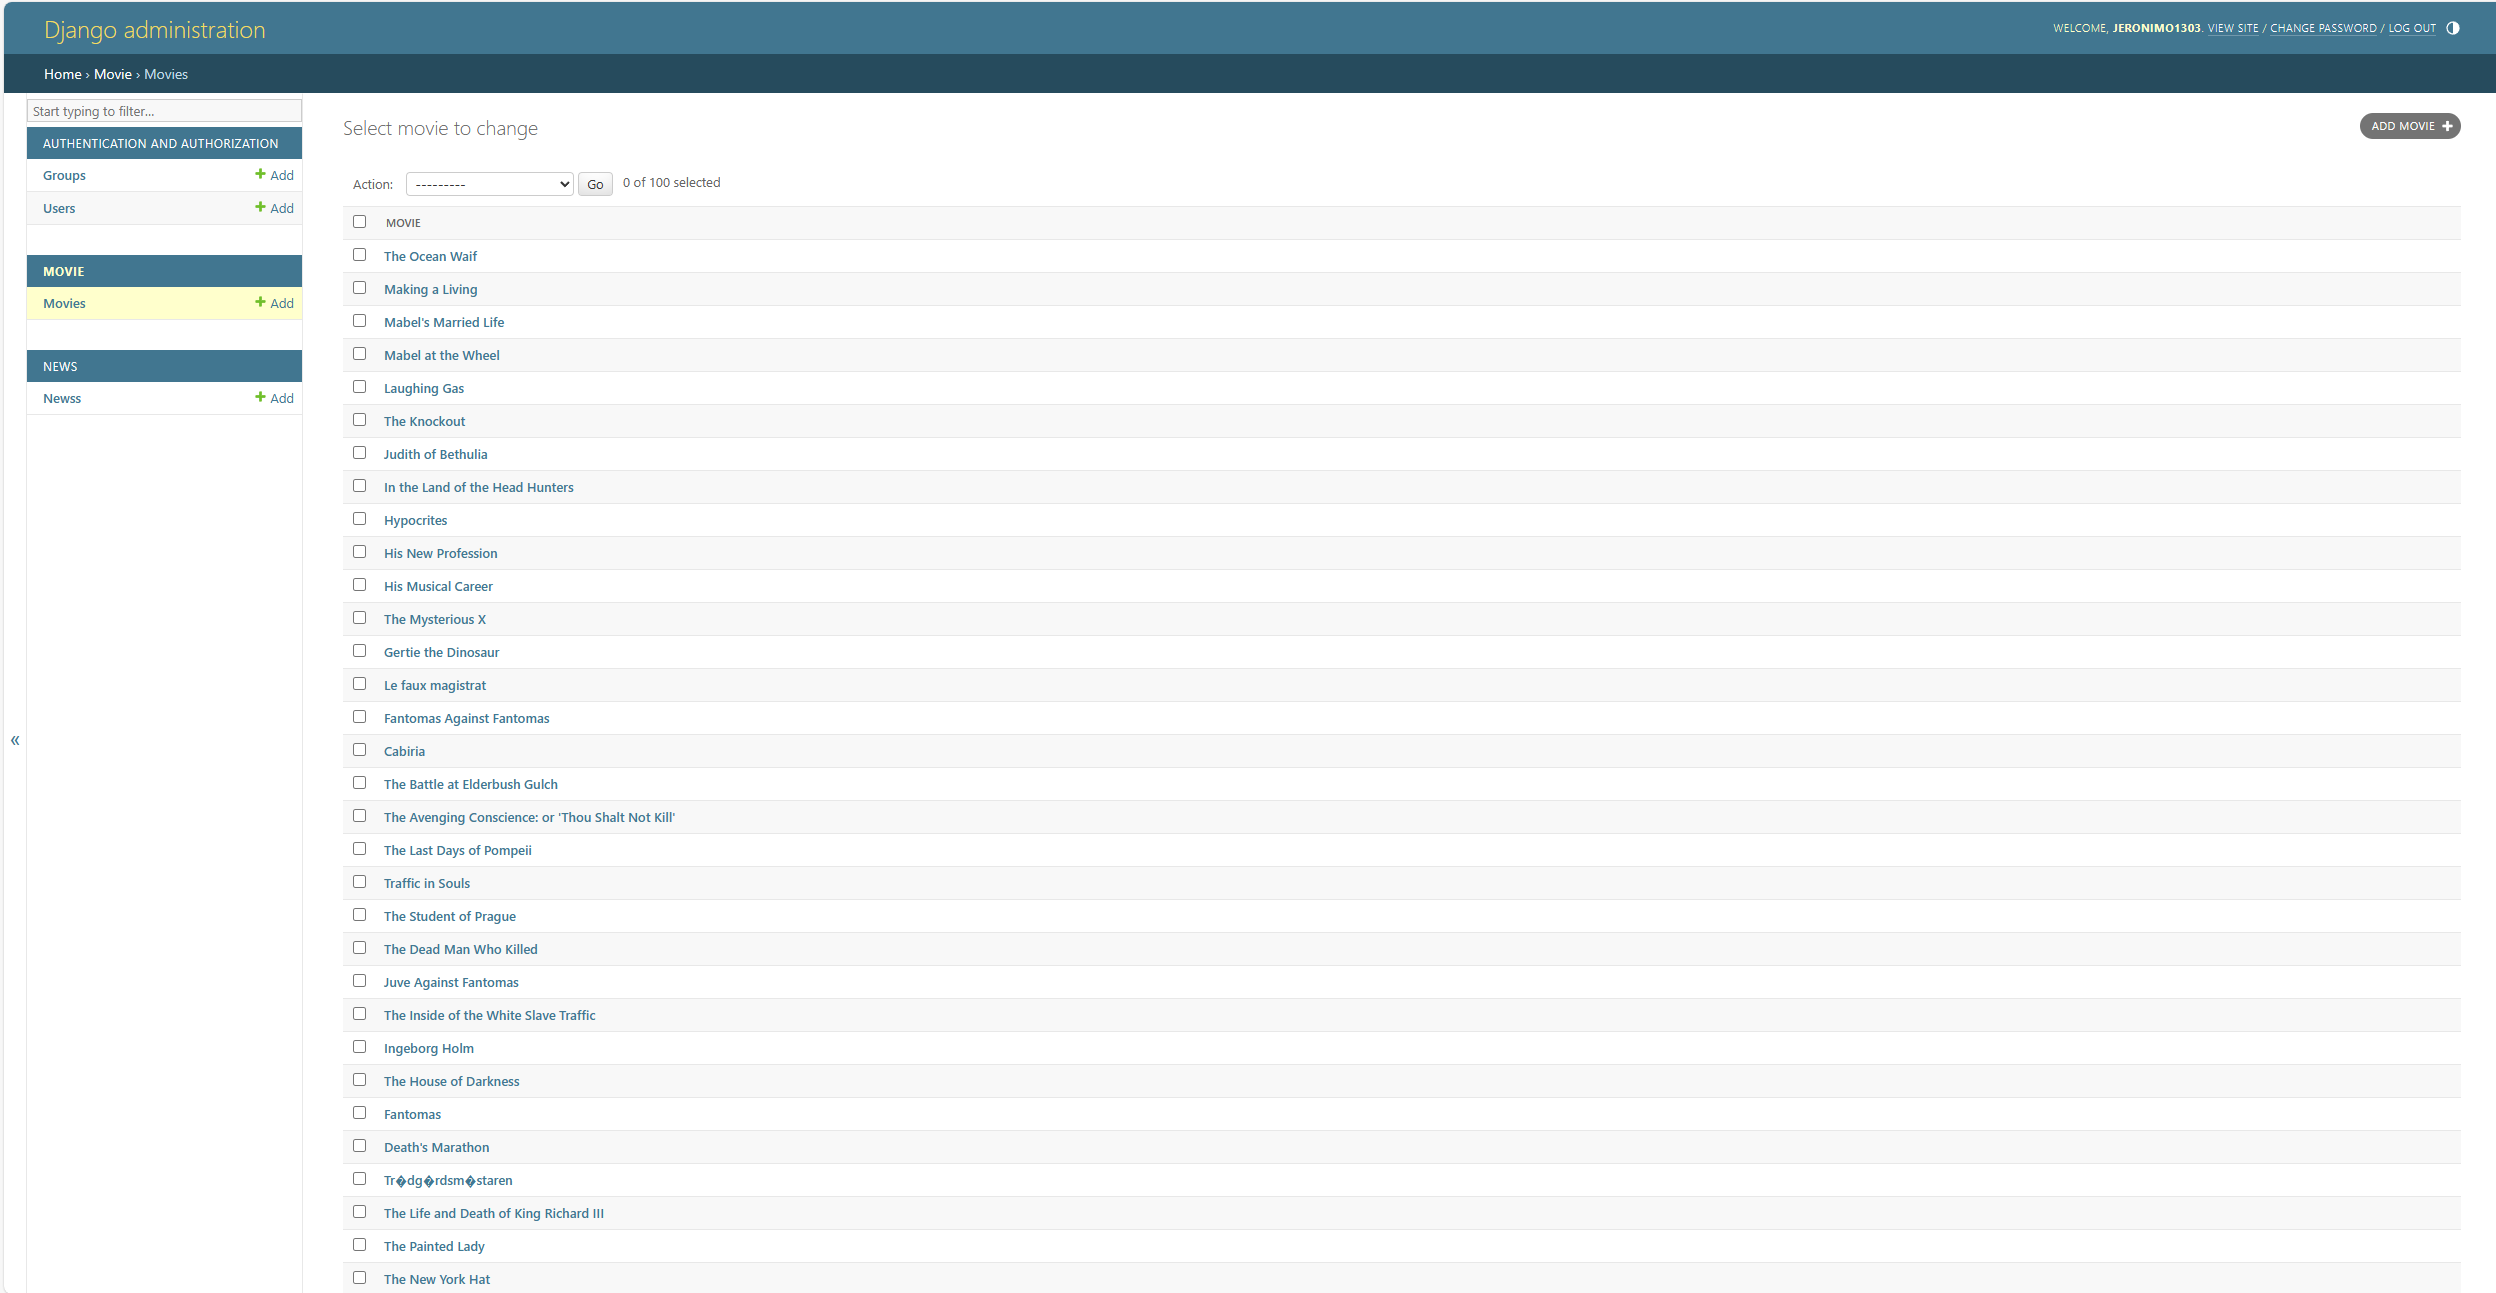 Django administration
WELCOME, JERONIMO1303. VIEW SITE / CHANGE PASSWORD / LOG OUT
Home › Movie › Movies
Start typing to filter...
AUTHENTICATION AND AUTHORIZATION
Groups + Add
Users + Add
MOVIE
Movies + Add
NEWS
Newss + Add
«
Select movie to change
ADD MOVIE +
Action: --------- Go 0 of 100 selected
MOVIE
The Ocean Waif
Making a Living
Mabel's Married Life
Mabel at the Wheel
Laughing Gas
The Knockout
Judith of Bethulia
In the Land of the Head Hunters
Hypocrites
His New Profession
His Musical Career
The Mysterious X
Gertie the Dinosaur
Le faux magistrat
Fantomas Against Fantomas
Cabiria
The Battle at Elderbush Gulch
The Avenging Conscience: or 'Thou Shalt Not Kill'
The Last Days of Pompeii
Traffic in Souls
The Student of Prague
The Dead Man Who Killed
Juve Against Fantomas
The Inside of the White Slave Traffic
Ingeborg Holm
The House of Darkness
Fantomas
Death's Marathon
Tr�dg�rdsm�staren
The Life and Death of King Richard III
The Painted Lady
The New York Hat